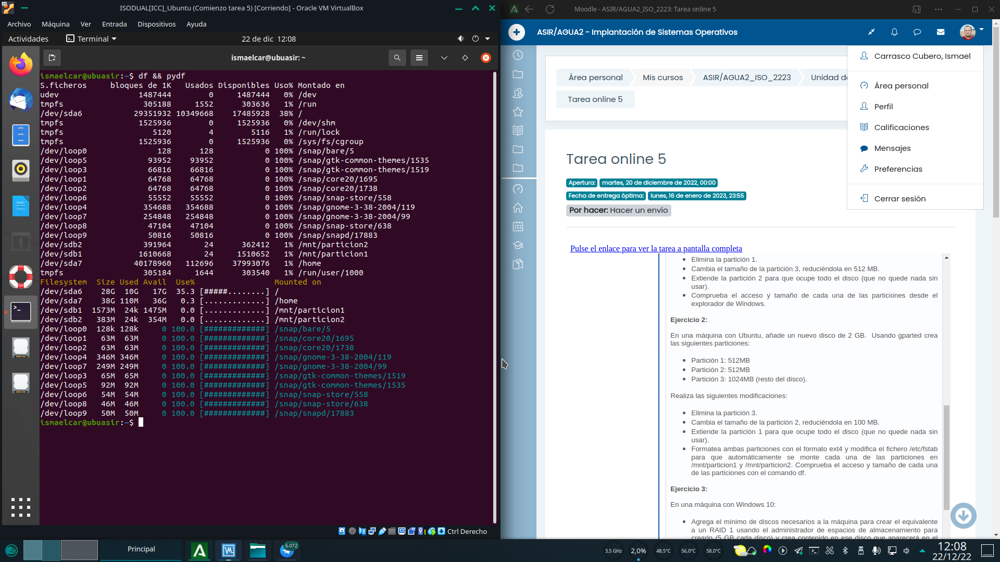 ISODUAL[ICC]_Ubuntu (Comienzo tarea 5) [Corriendo] - Oracle VM VirtualBox
Archivo Máquina Ver Entrada Dispositivos Ayuda
Actividades Terminal 22 de dic 12:08
ismaelcar@ubuasir: ~
ismaelcar@ubuasir:~$ df && pydf
S.ficheros bloques de 1K Usados Disponibles Uso% Montado en
udev 1487444 0 1487444 0% /dev
tmpfs 305188 1552 303636 1% /run
/dev/sda6 29351932 10349668 17485928 38% /
tmpfs 1525936 0 1525936 0% /dev/shm
tmpfs 5120 4 5116 1% /run/lock
tmpfs 1525936 0 1525936 0% /sys/fs/cgroup
/dev/loop0 128 128 0 100% /snap/bare/5
/dev/loop5 93952 93952 0 100% /snap/gtk-common-themes/1535
/dev/loop3 66816 66816 0 100% /snap/gtk-common-themes/1519
/dev/loop1 64768 64768 0 100% /snap/core20/1695
/dev/loop2 64768 64768 0 100% /snap/core20/1738
/dev/loop6 55552 55552 0 100% /snap/snap-store/558
/dev/loop4 354688 354688 0 100% /snap/gnome-3-38-2004/119
/dev/loop7 254848 254848 0 100% /snap/gnome-3-38-2004/99
/dev/loop8 47104 47104 0 100% /snap/snap-store/638
/dev/loop9 50816 50816 0 100% /snap/snapd/17883
/dev/sdb2 391964 24 362412 1% /mnt/particion2
/dev/sdb1 1610668 24 1510652 1% /mnt/particion1
/dev/sda7 40178960 112696 37993076 1% /home
tmpfs 305184 1644 303540 1% /run/user/1000
Filesystem Size Used Avail Use% Mounted on
/dev/sda6 28G 10G 17G 35.3 [#####........] /
/dev/sda7 38G 110M 36G 0.3 [.............] /home
/dev/sdb1 1573M 24k 1475M 0.0 [.............] /mnt/particion1
/dev/sdb2 383M 24k 354M 0.0 [.............] /mnt/particion2
/dev/loop0 128k 128k 0 100.0 [#############] /snap/bare/5
/dev/loop1 63M 63M 0 100.0 [#############] /snap/core20/1695
/dev/loop2 63M 63M 0 100.0 [#############] /snap/core20/1738
/dev/loop4 346M 346M 0 100.0 [#############] /snap/gnome-3-38-2004/119
/dev/loop7 249M 249M 0 100.0 [#############] /snap/gnome-3-38-2004/99
/dev/loop3 65M 65M 0 100.0 [#############] /snap/gtk-common-themes/1519
/dev/loop5 92M 92M 0 100.0 [#############] /snap/gtk-common-themes/1535
/dev/loop6 54M 54M 0 100.0 [#############] /snap/snap-store/558
/dev/loop8 46M 46M 0 100.0 [#############] /snap/snap-store/638
/dev/loop9 50M 50M 0 100.0 [#############] /snap/snapd/17883
ismaelcar@ubuasir:~$
Ctrl Derecho
Moodle - ASIR/AGUA2_ISO_2223: Tarea online 5
ASIR/AGUA2 - Implantación de Sistemas Operativos
Área personal Mis cursos ASIR/AGUA2_ISO_2223 Unidad de
Tarea online 5
Carrasco Cubero, Ismael
Área personal
Perfil
Calificaciones
Mensajes
Preferencias
Cerrar sesión
Tarea online 5
Apertura: martes, 20 de diciembre de 2022, 00:00
Fecha de entrega óptima: lunes, 16 de enero de 2023, 23:55
Por hacer: Hacer un envío
Pulse el enlace para ver la tarea a pantalla completa
Elimina la partición 1.
Cambia el tamaño de la partición 3, reduciéndola en 512 MB.
Extiende la partición 2 para que ocupe todo el disco (que no quede nada sin
usar).
Comprueba el acceso y tamaño de cada una de las particiones desde el
explorador de Windows.
Ejercicio 2:
En una máquina con Ubuntu, añade un nuevo disco de 2 GB. Usando gparted crea
las siguientes particiones:
Partición 1: 512MB
Partición 2: 512MB
Partición 3: 1024MB (resto del disco).
Realiza las siguientes modificaciones:
Elimina la partición 3.
Cambia el tamaño de la partición 2, reduciéndola en 100 MB.
Extiende la partición 1 para que ocupe todo el disco (que no quede nada sin
usar).
Formatea ambas particiones con el formato ext4 y modifica el fichero /etc/fstab
para que automáticamente se monte cada una de las particiones en
/mnt/particion1 y /mnt/particion2. Comprueba el acceso y tamaño de cada una
de las particiones con el comando df.
Ejercicio 3:
En una máquina con Windows 10:
Agrega el mínimo de discos necesarios a la máquina para crear el equivalente
a un RAID 1 usando el administrador de espacios de almacenamiento para
crearlo (5 GB cada disco) y crea contenido en ese disco que aparecerá en el
Principal
6.072
3,5 GHz 2,0% 48,5°C 56,0°C 58,0°C
12:08
22/12/22